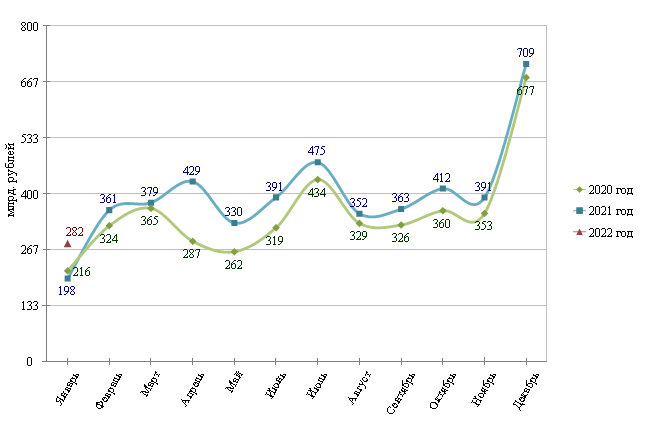 800
667
533
400
267
133
0
млрд. рублей
709
677
475
434
429
412
391
391
379
365
361
363
360
353
352
330
329
326
324
319
287
282
262
216
198
2020 год
2021 год
2022 год
Январь
Февраль
Март
Апрель
Май
Июнь
Июль
Август
Сентябрь
Октябрь
Ноябрь
Декабрь